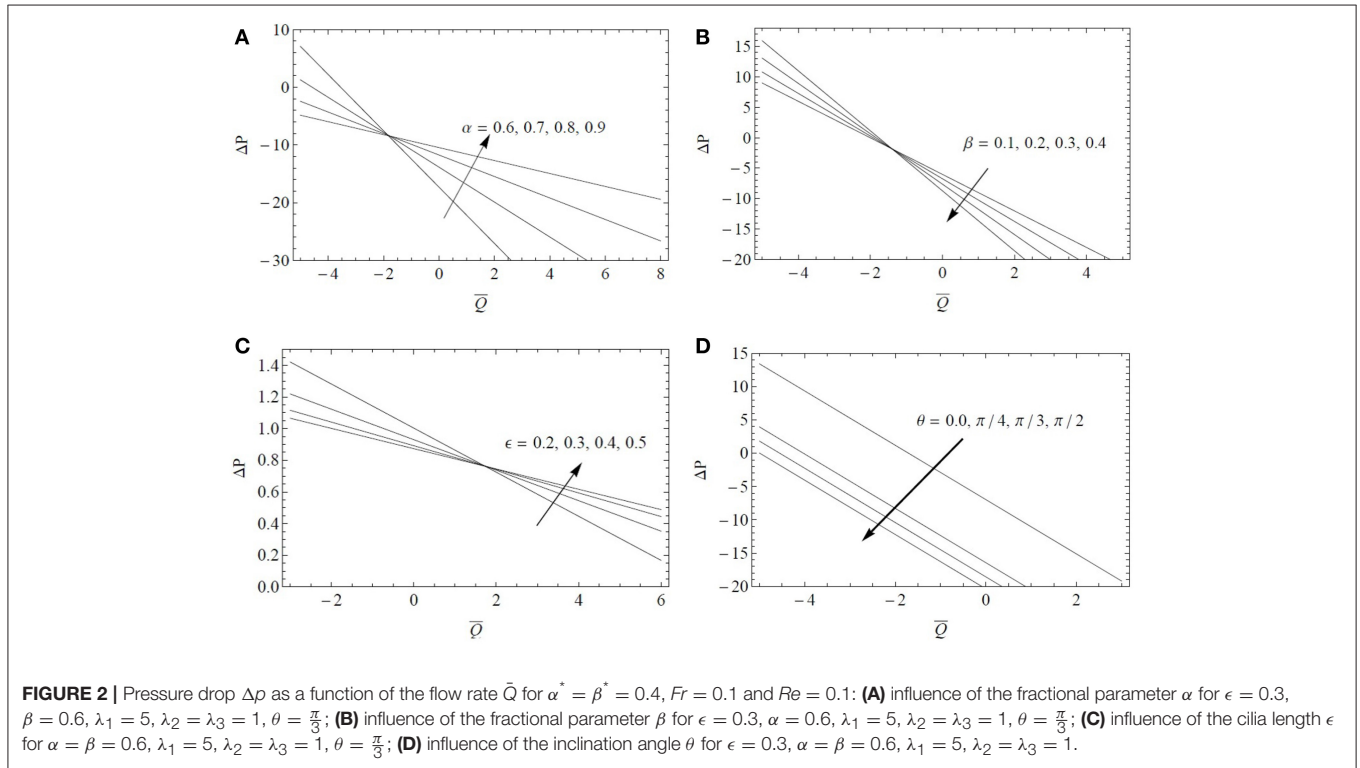 A
10
0
−10
−20
−30
ΔP
α = 0.6, 0.7, 0.8, 0.9
−4 −2 0 2 4 6 8
Q̅
B
15
10
5
0
−5
−10
−15
−20
ΔP
β = 0.1, 0.2, 0.3, 0.4
−4 −2 0 2 4
Q̅
C
1.4
1.2
1.0
0.8
0.6
0.4
0.2
0.0
ΔP
ϵ = 0.2, 0.3, 0.4, 0.5
−2 0 2 4 6
Q̅
D
15
10
5
0
−5
−10
−15
−20
ΔP
θ = 0.0, π/4, π/3, π/2
−4 −2 0 2
Q̅
FIGURE 2 | Pressure drop Δp as a function of the flow rate Q̄ for α* = β* = 0.4, Fr = 0.1 and Re = 0.1: (A) influence of the fractional parameter α for ϵ = 0.3,
β = 0.6, λ₁ = 5, λ₂ = λ₃ = 1, θ = π/3; (B) influence of the fractional parameter β for ϵ = 0.3, α = 0.6, λ₁ = 5, λ₂ = λ₃ = 1, θ = π/3; (C) influence of the cilia length ϵ
for α = β = 0.6, λ₁ = 5, λ₂ = λ₃ = 1, θ = π/3; (D) influence of the inclination angle θ for ϵ = 0.3, α = β = 0.6, λ₁ = 5, λ₂ = λ₃ = 1.